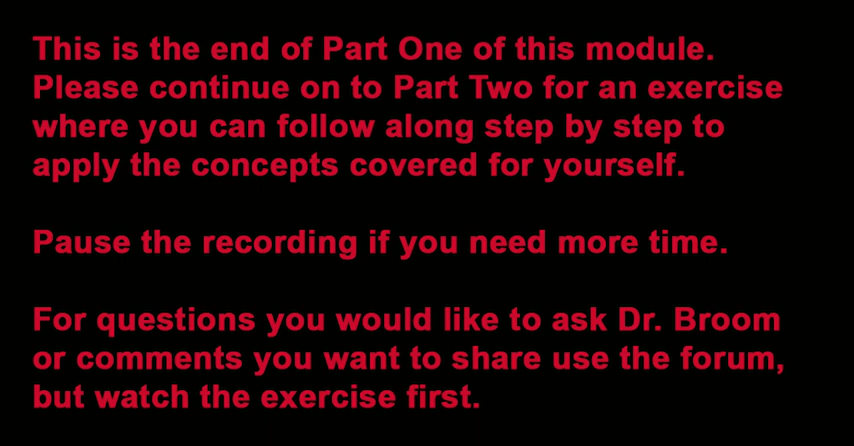 This is the end of Part One of this module.
Please continue on to Part Two for an exercise
where you can follow along step by step to
apply the concepts covered for yourself.
Pause the recording if you need more time.
For questions you would like to ask Dr. Broom
or comments you want to share use the forum,
but watch the exercise first.